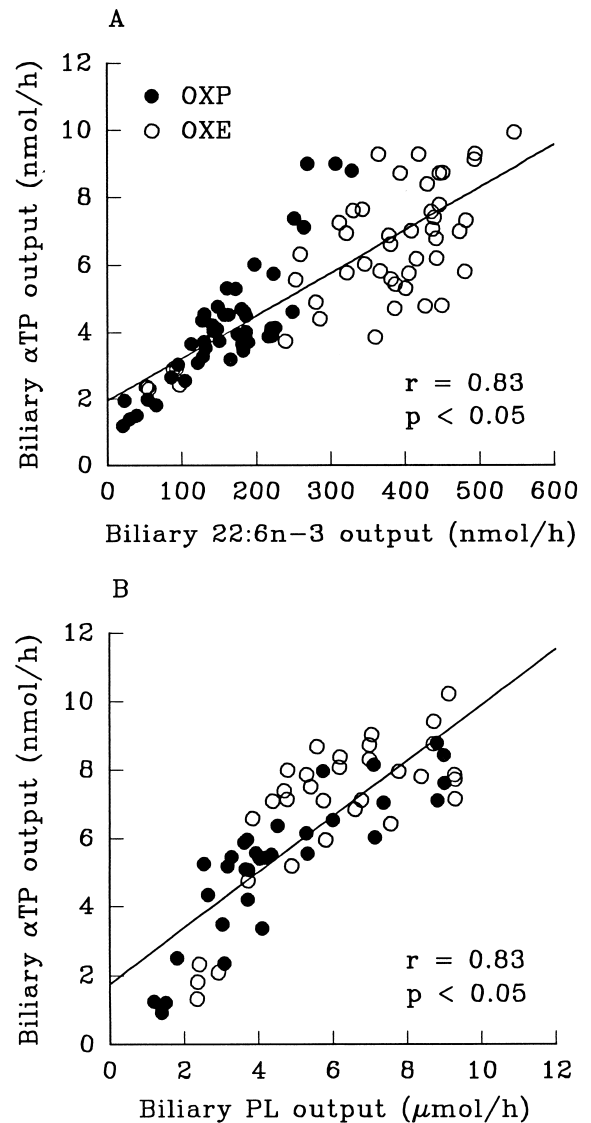 A
12
10
8
6
4
2
0
Biliary αTP output (nmol/h)
OXP
OXE
r = 0.83
p < 0.05
0 100 200 300 400 500 600
Biliary 22:6n-3 output (nmol/h)
B
12
10
8
6
4
2
0
Biliary αTP output (nmol/h)
r = 0.83
p < 0.05
0 2 4 6 8 10 12
Biliary PL output (μmol/h)